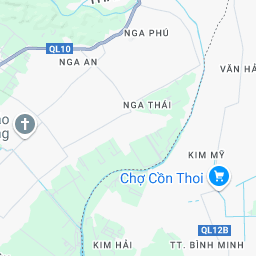 NGA PHÚ
QL10
NGA AN
VĂN HẢ
NGA THÁI
KIM MỸ
Chợ Cồn Thoi
QL12B
KIM HẢI
TT. BÌNH MINH